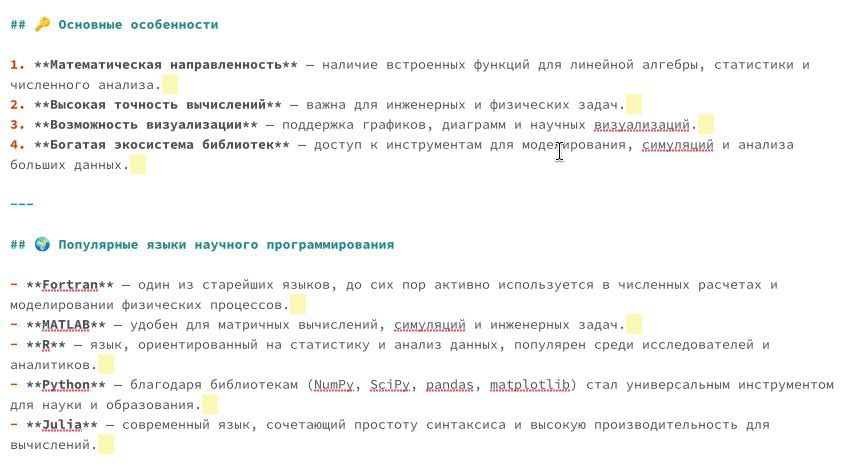 ## 🔑 Основные особенности
1. **Математическая направленность** — наличие встроенных функций для линейной алгебры, статистики и
численного анализа.
2. **Высокая точность вычислений** — важна для инженерных и физических задач.
3. **Возможность визуализации** — поддержка графиков, диаграмм и научных визуализаций.
4. **Богатая экосистема библиотек** — доступ к инструментам для моделирования, симуляций и анализа
больших данных.
---
## 🌍 Популярные языки научного программирования
- **Fortran** — один из старейших языков, до сих пор активно используется в численных расчетах и
моделировании физических процессов.
- **MATLAB** — удобен для матричных вычислений, симуляций и инженерных задач.
- **R** — язык, ориентированный на статистику и анализ данных, популярен среди исследователей и
аналитиков.
- **Python** — благодаря библиотекам (NumPy, SciPy, pandas, matplotlib) стал универсальным инструментом
для науки и образования.
- **Julia** — современный язык, сочетающий простоту синтаксиса и высокую производительность для
вычислений.